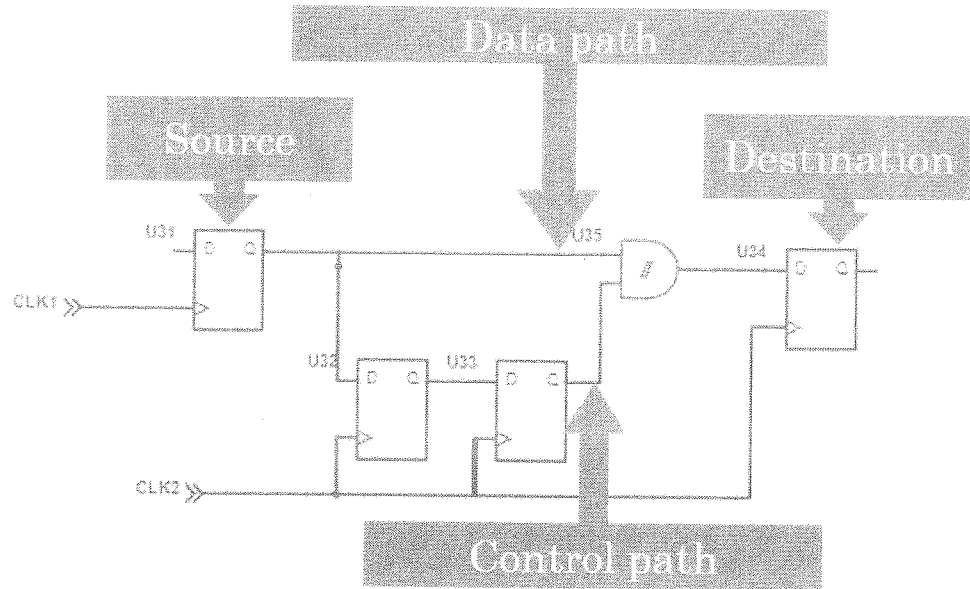 Data path
Source
Destination
U31
D Q
U35
U34
D Q
CLK1
U32
D Q
U33
D Q
CLK2
Control path